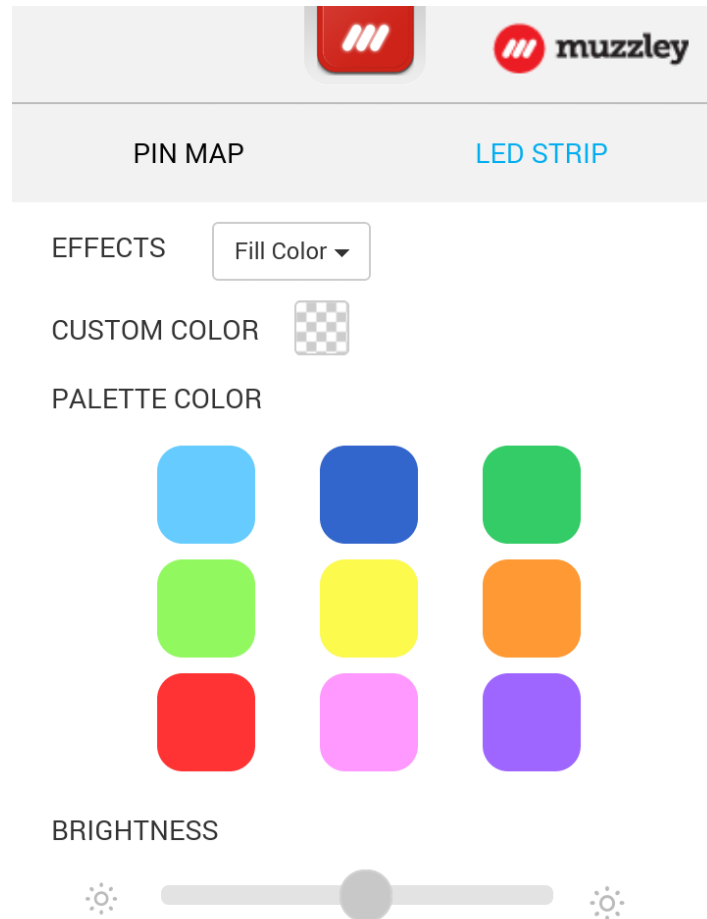 muzzley
PIN MAP LED STRIP
EFFECTS Fill Color
CUSTOM COLOR
PALETTE COLOR
BRIGHTNESS